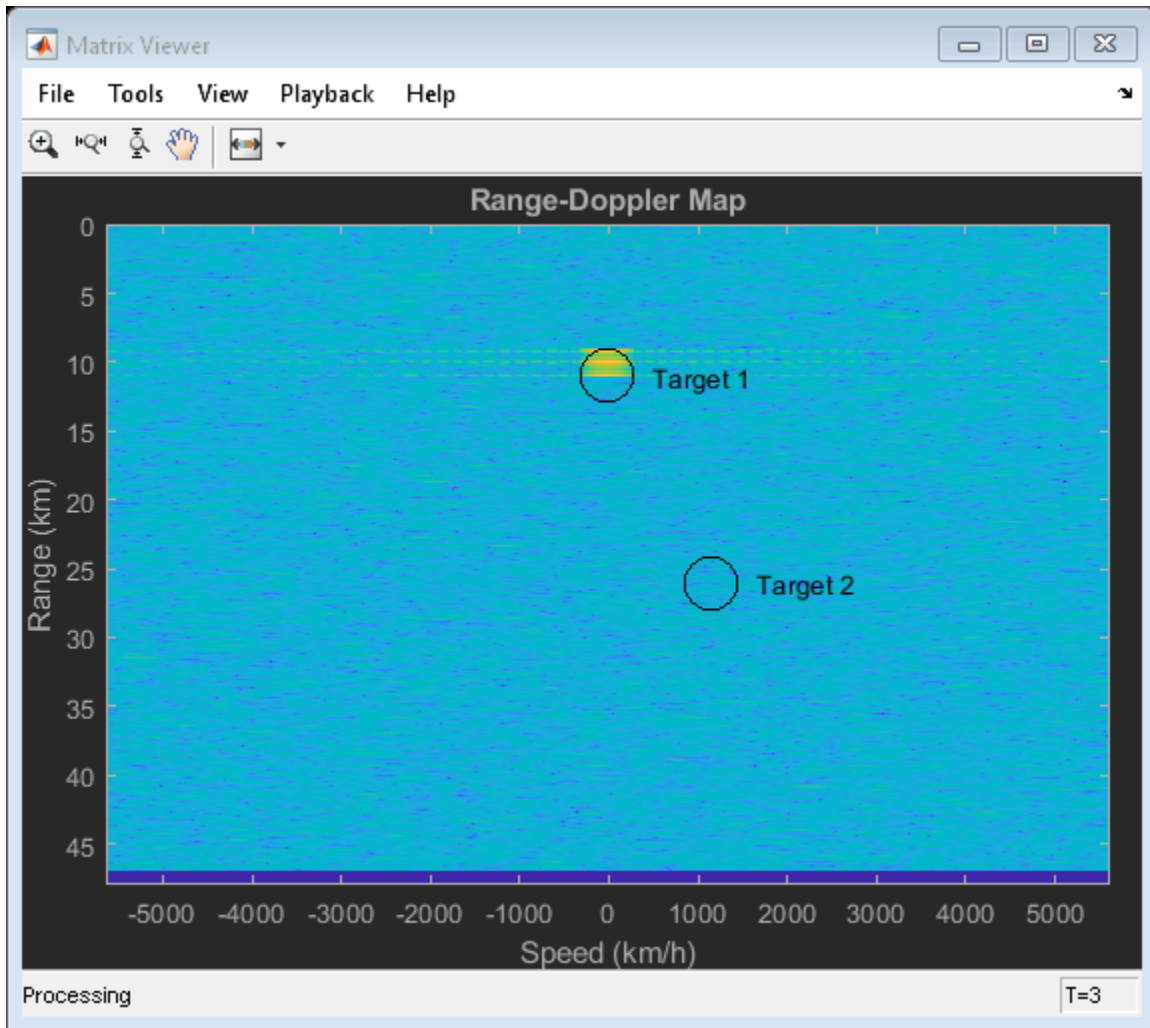 Matrix Viewer
File Tools View Playback Help
Range-Doppler Map
0
5
10
15
20
25
30
35
40
45
Range (km)
Target 1
Target 2
-5000 -4000 -3000 -2000 -1000 0 1000 2000 3000 4000 5000
Speed (km/h)
Processing T=3